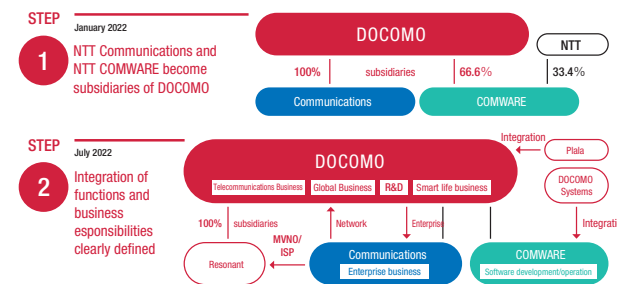 STEP
1
January 2022
NTT Communications and
NTT COMWARE become
subsidiaries of DOCOMO
DOCOMO
NTT
100%
subsidiaries
66.6%
33.4%
Communications
COMWARE
STEP
2
July 2022
Integration of
functions and
business
esponsibilities
clearly defined
DOCOMO
Telecommunications Business
Global Business
R&D
Smart life business
Integration
Plala
DOCOMO
Systems
100%
subsidiaries
Network
Enterprise
Integrati
MVNO/
ISP
Resonant
Communications
Enterprise business
COMWARE
Software development/operation